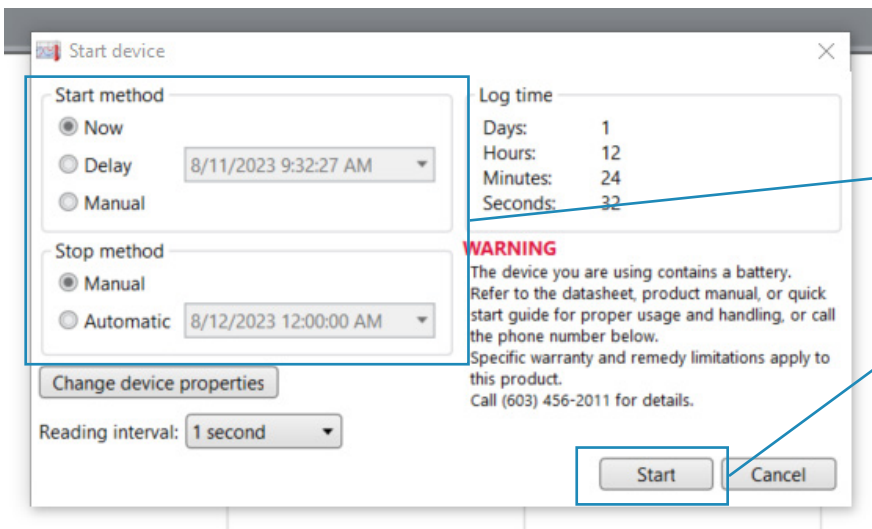 Start device
Start method
Now
Delay 8/11/2023 9:32:27 AM
Manual
Stop method
Manual
Automatic 8/12/2023 12:00:00 AM
Change device properties
Reading interval: 1 second
Log time
Days: 1
Hours: 12
Minutes: 24
Seconds: 32
WARNING
The device you are using contains a battery.
Refer to the datasheet, product manual, or quick
start guide for proper usage and handling, or call
the phone number below.
Specific warranty and remedy limitations apply to
this product.
Call (603) 456-2011 for details.
Start Cancel